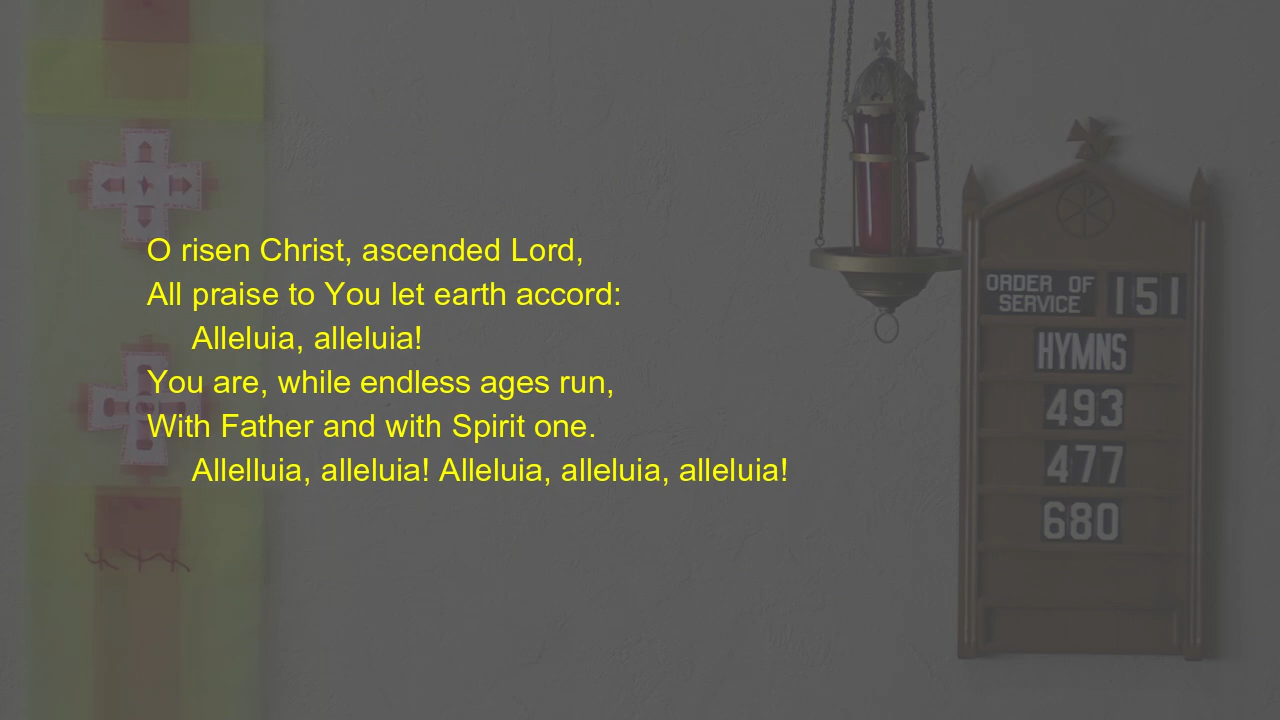 O risen Christ, ascended Lord,
All praise to You let earth accord:
Alleluia, alleluia!
You are, while endless ages run,
With Father and with Spirit one.
Allelluia, alleluia! Alleluia, alleluia, alleluia!
ORDER OF
SERVICE 151
HYMNS
493
477
680